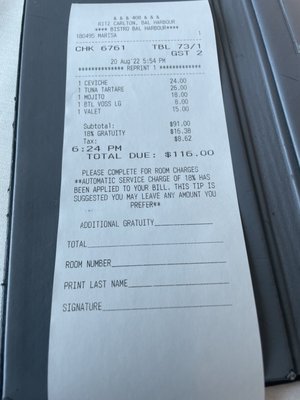 & & & 400 & & &
RITZ CARLTON, BAL HARBOUR
**** BISTRO BAL HARBOUR****
180495 MARISA 1
CHK 6761 TBL 73/1
GST 2
20 Aug'22 5:54 PM
************* REPRINT 1 *************
1 CEVICHE 24.00
1 TUNA TARTARE 26.00
1 MOJITO 18.00
1 BTL VOSS LG 8.00
1 VALET 15.00
Subtotal: $91.00
18% GRATUITY $16.38
Tax: $8.62
6:24 PM
TOTAL DUE: $116.00
PLEASE COMPLETE FOR ROOM CHARGES
**AUTOMATIC SERVICE CHARGE OF 18% HAS
BEEN APPLIED TO YOUR BILL. THIS TIP IS
SUGGESTED YOU MAY LEAVE ANY AMOUNT YOU
PREFER**
ADDITIONAL GRATUITY
TOTAL
ROOM NUMBER
PRINT LAST NAME
SIGNATURE